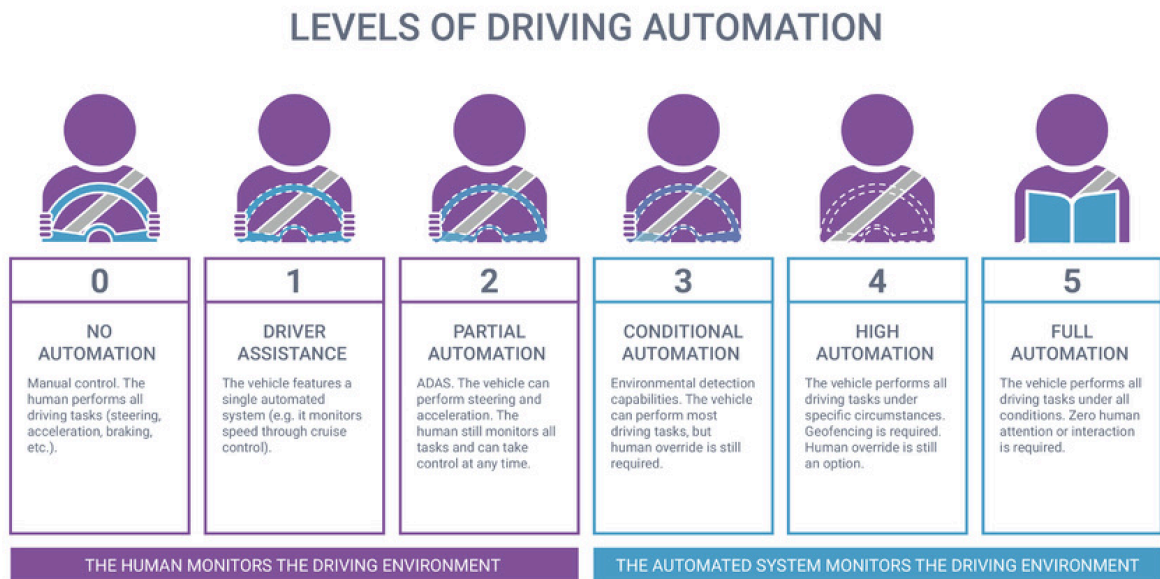 LEVELS OF DRIVING AUTOMATION
0
NO
AUTOMATION
Manual control. The
human performs all
driving tasks (steering,
acceleration, braking,
etc.).
1
DRIVER
ASSISTANCE
The vehicle features a
single automated
system (e.g. it monitors
speed through cruise
control).
2
PARTIAL
AUTOMATION
ADAS. The vehicle can
perform steering and
acceleration. The
human still monitors all
tasks and can take
control at any time.
3
CONDITIONAL
AUTOMATION
Environmental detection
capabilities. The vehicle
can perform most
driving tasks, but
human override is still
required.
4
HIGH
AUTOMATION
The vehicle performs all
driving tasks under
specific circumstances.
Geofencing is required.
Human override is still
an option.
5
FULL
AUTOMATION
The vehicle performs all
driving tasks under all
conditions. Zero human
attention or interaction
is required.
THE HUMAN MONITORS THE DRIVING ENVIRONMENT
THE AUTOMATED SYSTEM MONITORS THE DRIVING ENVIRONMENT